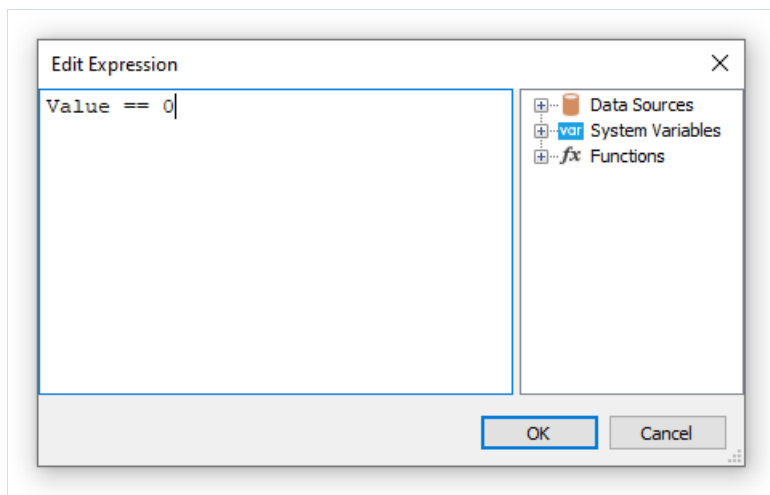 Edit Expression
Value == 0
Data Sources
var System Variables
fx Functions
OK Cancel